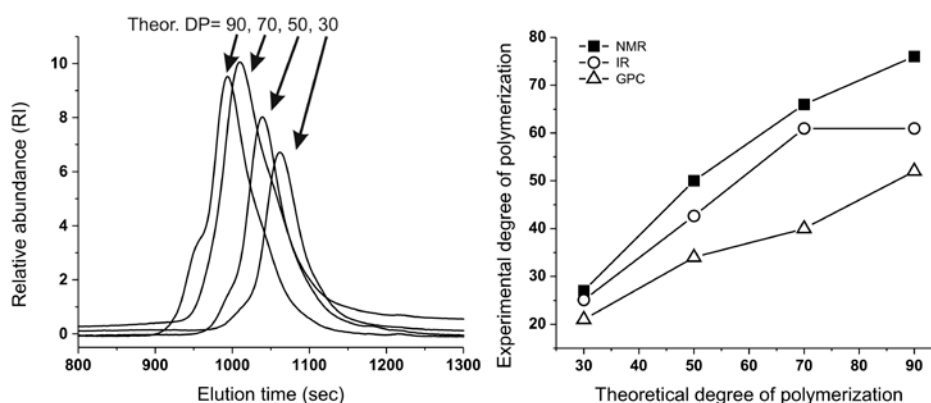 Theor. DP= 90, 70, 50, 30
Relative abundance (RI)
10
8
6
4
2
0
800 900 1000 1100 1200 1300
Elution time (sec)
Experimental degree of polymerization
80
70
60
50
40
30
20
NMR
IR
GPC
30 40 50 60 70 80 90
Theoretical degree of polymerization